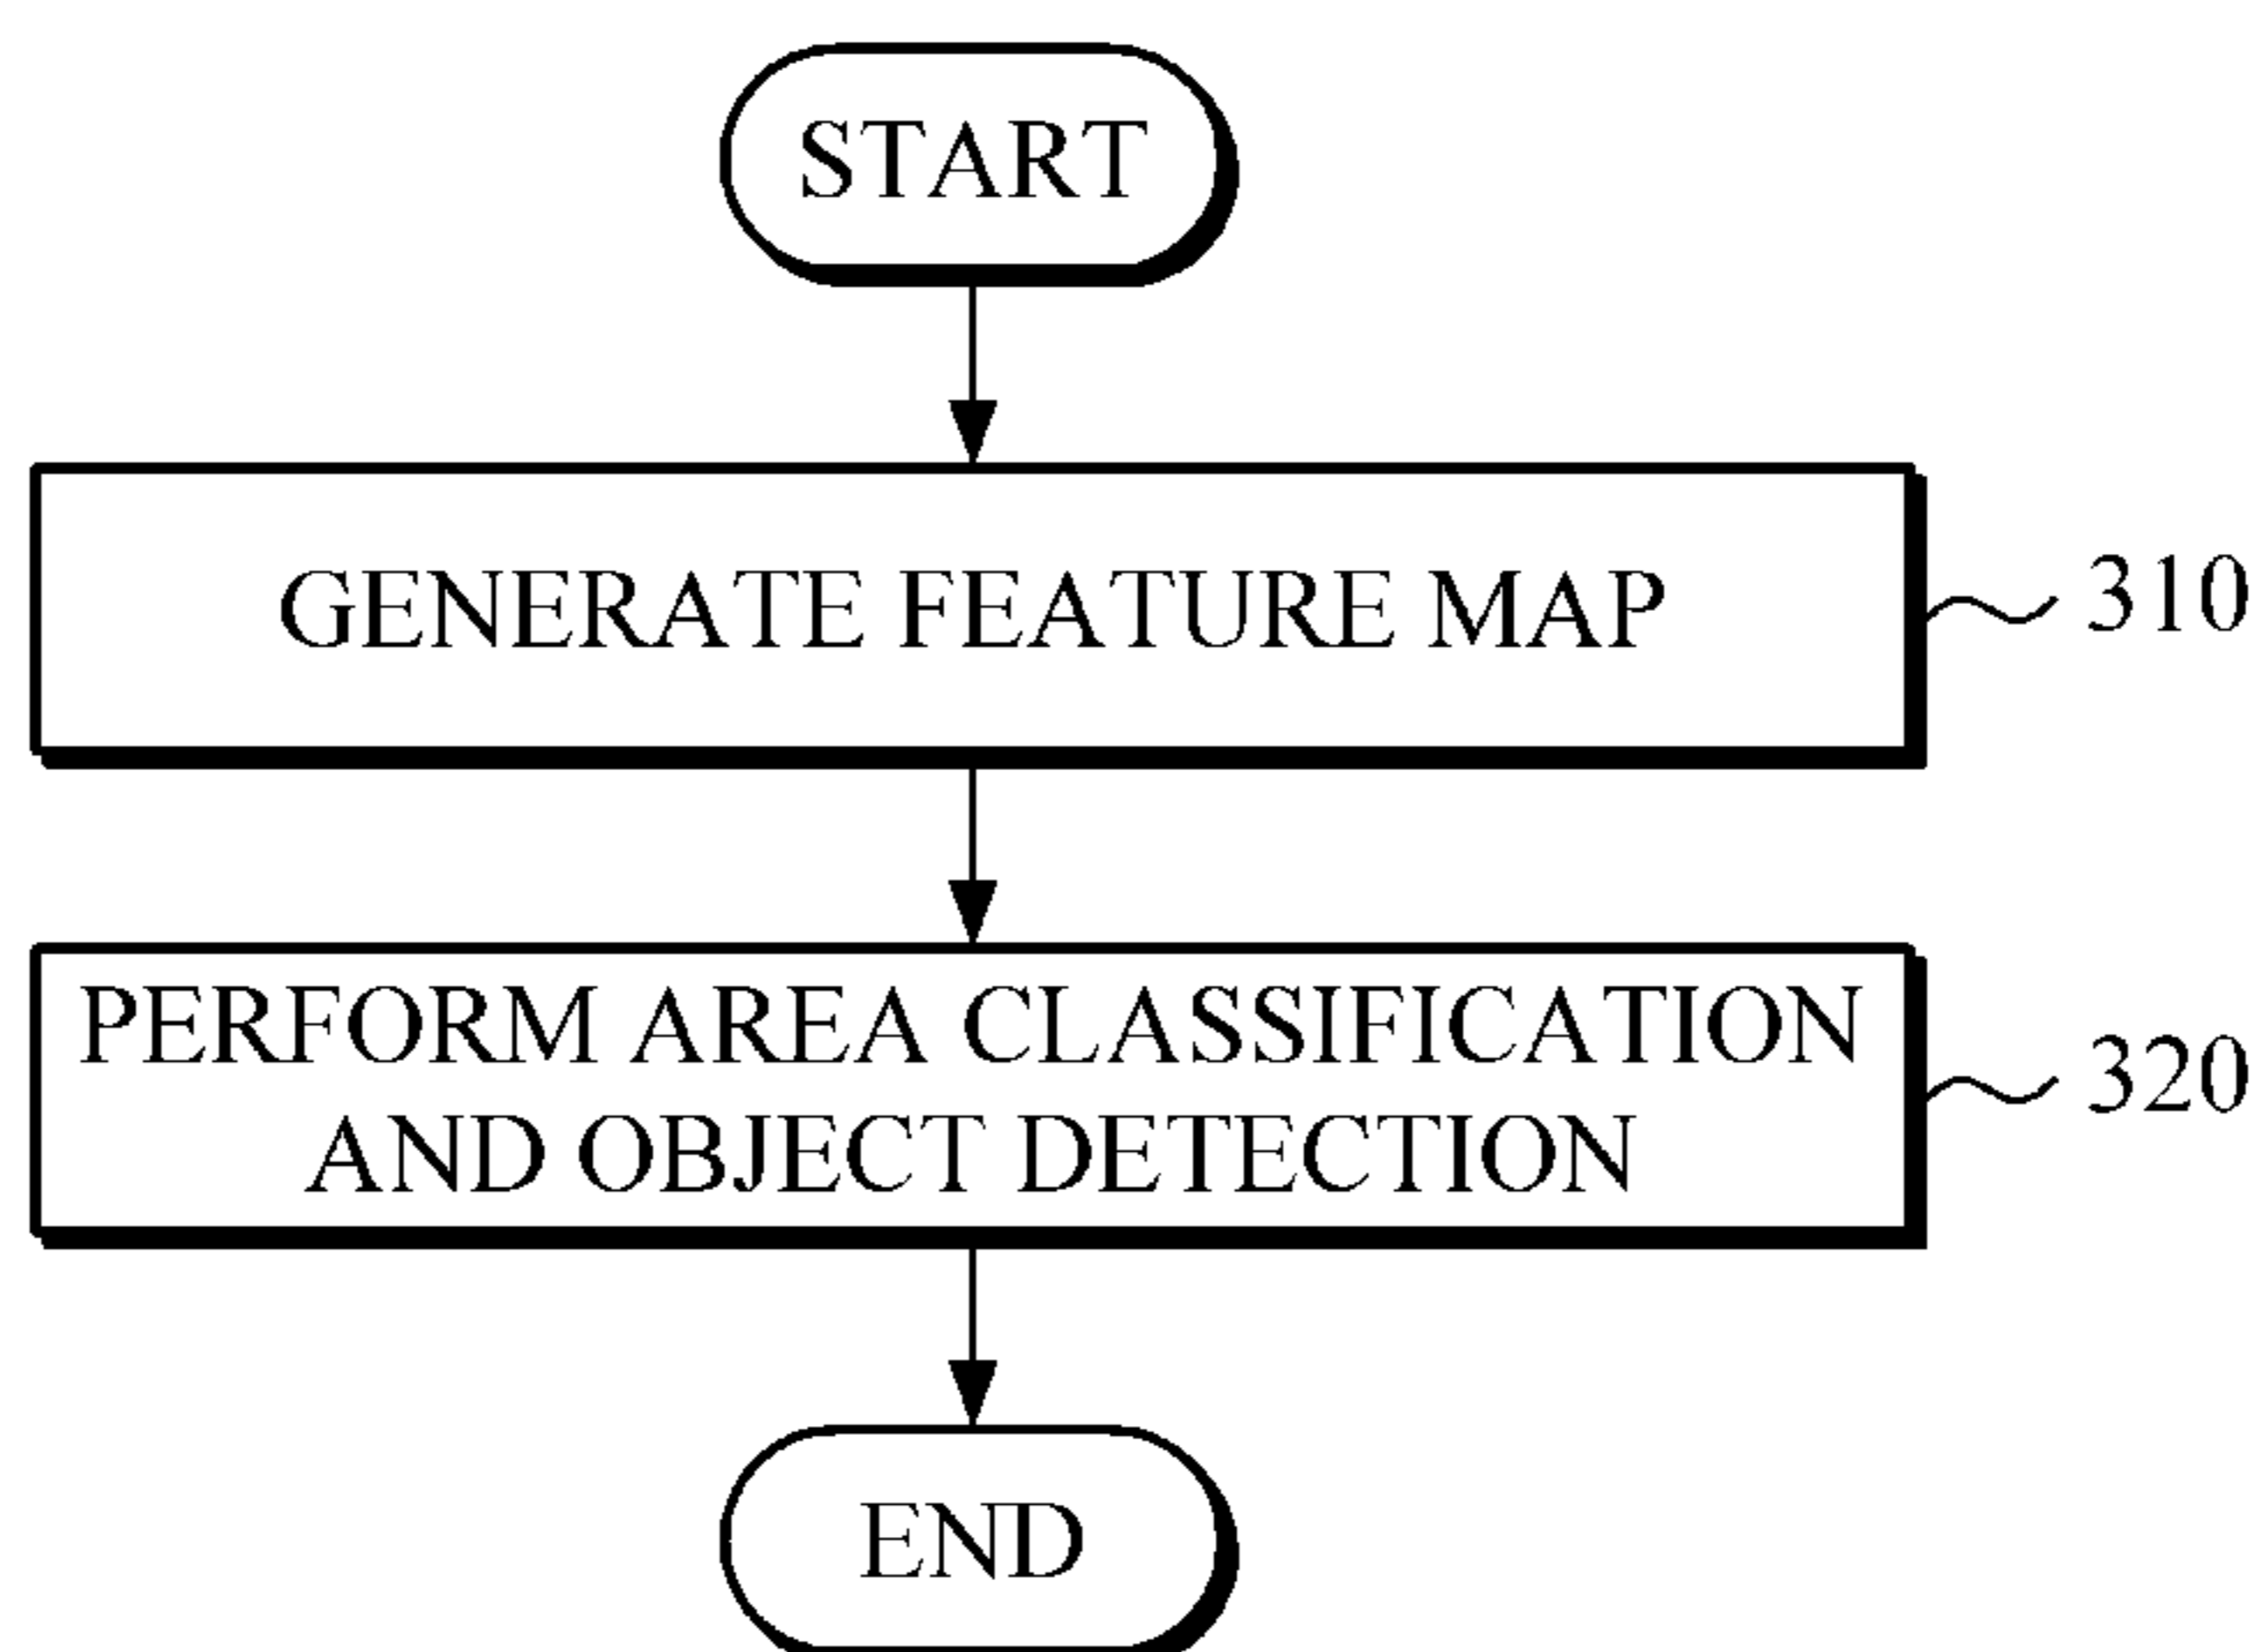 START
GENERATE FEATURE MAP
310
PERFORM AREA CLASSIFICATION
AND OBJECT DETECTION
320
END